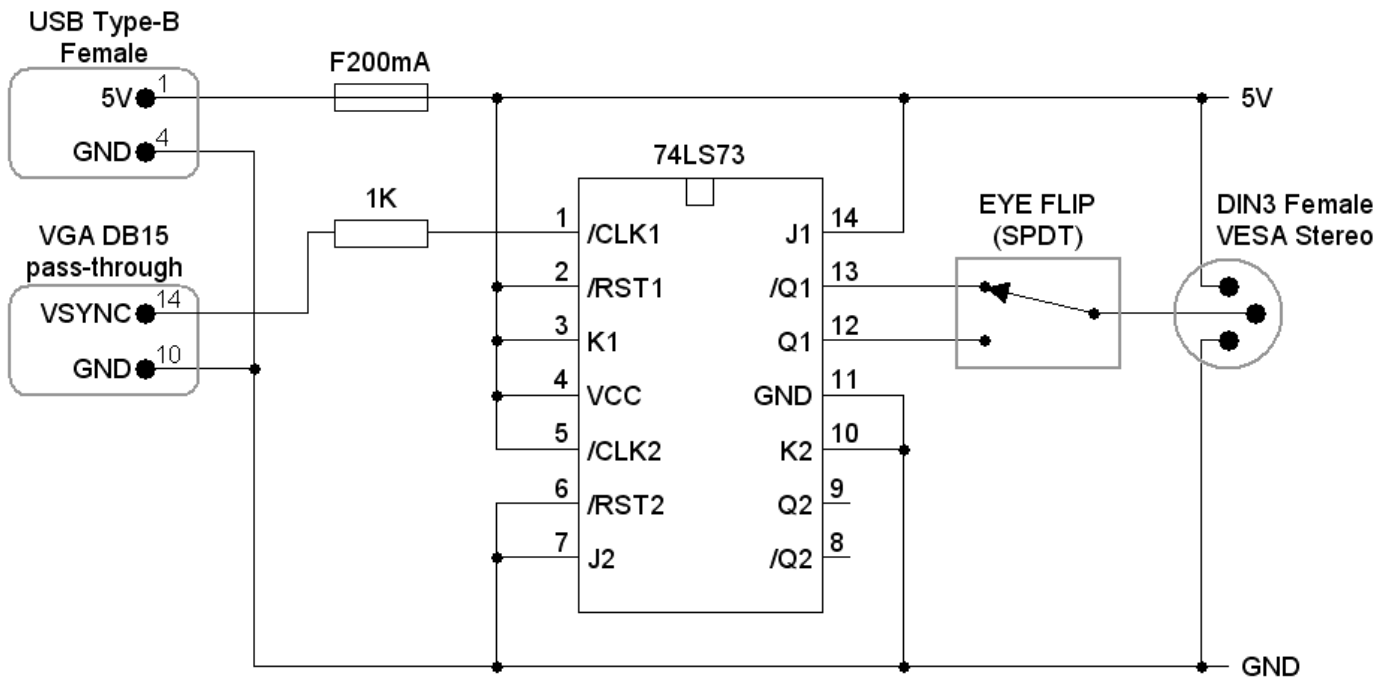 USB Type-B
Female
5V
1
GND
4
F200mA
5V
1K
VGA DB15
pass-through
VSYNC
14
GND
10
74LS73
1
/CLK1
2
/RST1
3
K1
4
VCC
5
/CLK2
6
/RST2
7
J2
J1
14
/Q1
13
Q1
12
GND
11
K2
10
Q2
9
/Q2
8
EYE FLIP
(SPDT)
DIN3 Female
VESA Stereo
GND